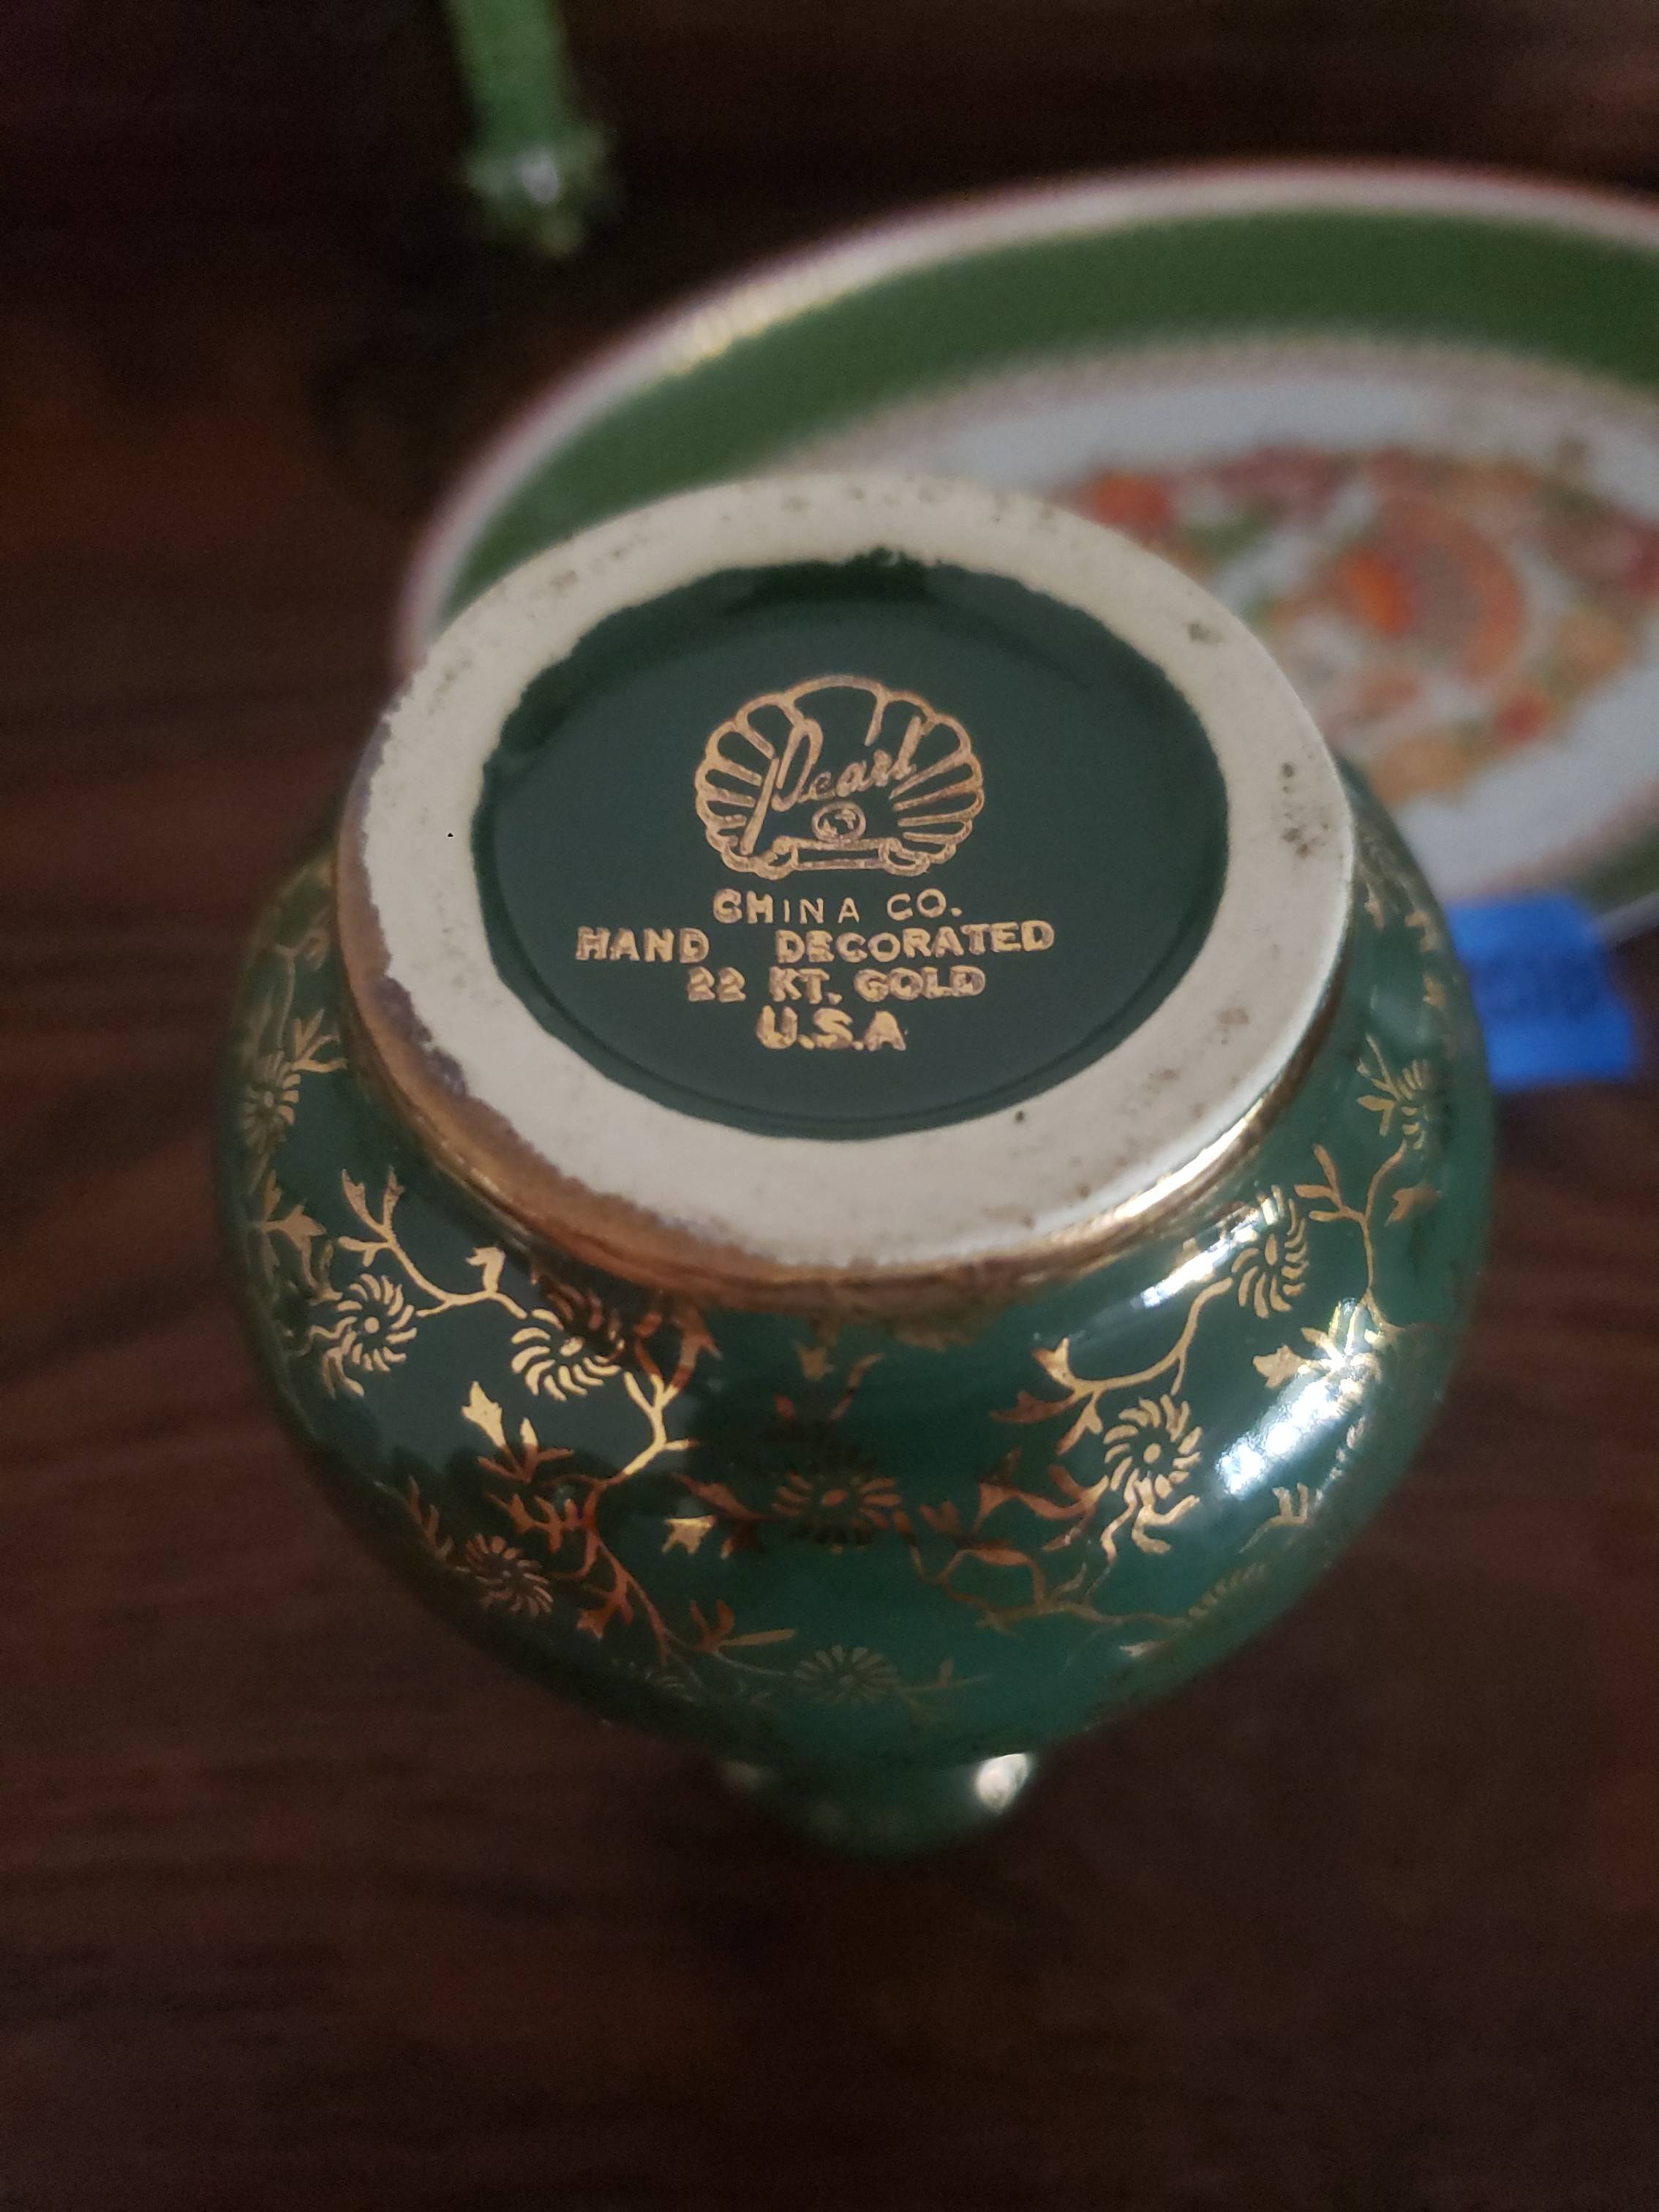 Pearl
CHINA CO.
HAND DECORATED
22 KT. GOLD
U.S.A